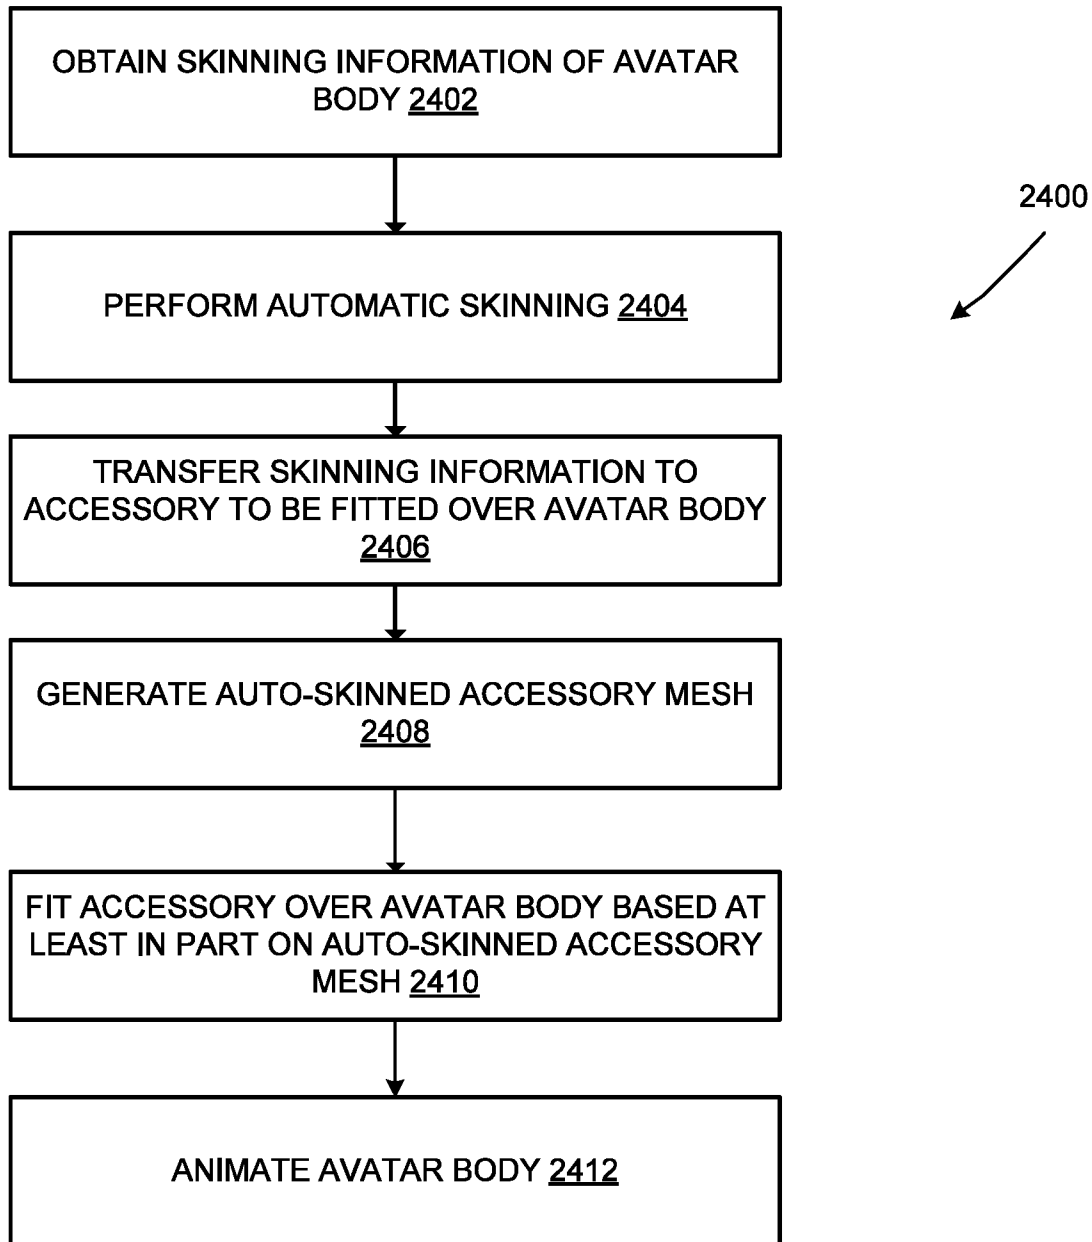 OBTAIN SKINNING INFORMATION OF AVATAR
BODY 2402
2400
PERFORM AUTOMATIC SKINNING 2404
TRANSFER SKINNING INFORMATION TO
ACCESSORY TO BE FITTED OVER AVATAR BODY
2406
GENERATE AUTO-SKINNED ACCESSORY MESH
2408
FIT ACCESSORY OVER AVATAR BODY BASED AT
LEAST IN PART ON AUTO-SKINNED ACCESSORY
MESH 2410
ANIMATE AVATAR BODY 2412